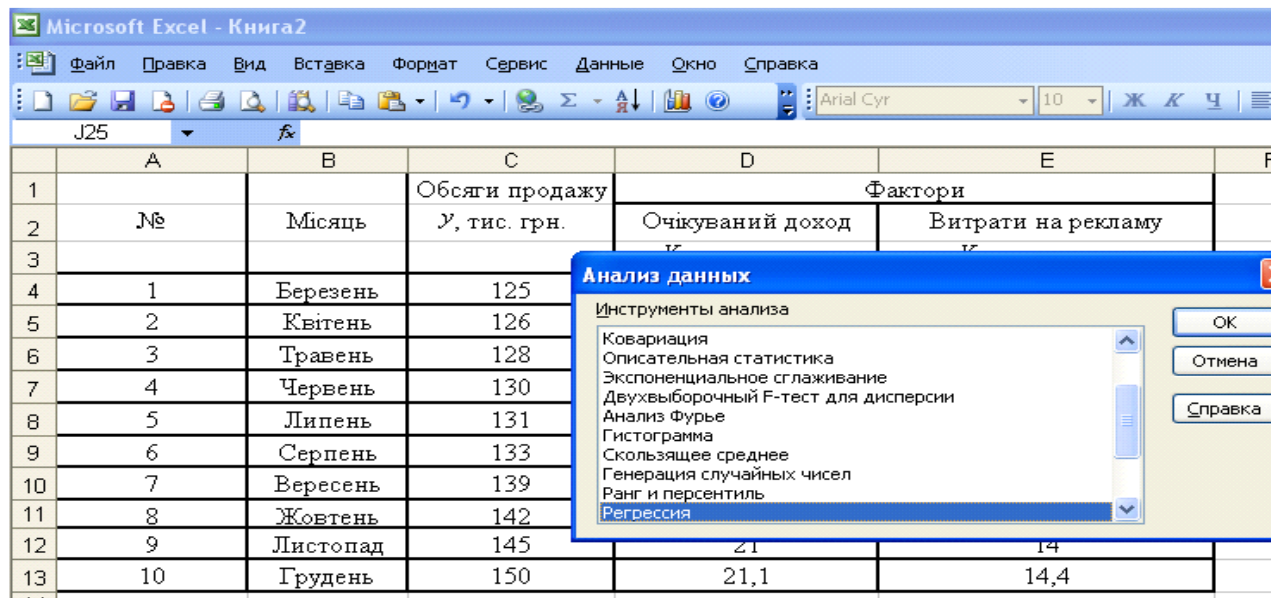 Microsoft Excel - Книга2
Файл Правка Вид Вставка Формат Сервис Данные Окно Справка
Arial Cyr 10 Ж К Ч
J25 fx
A B C D E F
1 Обсяги продажу Фактори
2 № Місяць У, тис. грн. Очікуваний доход Витрати на рекламу
3
Анализ данных
4 1 Березень 125
Инструменты анализа
5 2 Квітень 126
OK
Ковариация
6 3 Травень 128
Описательная статистика
Отмена
Экспоненциальное сглаживание
7 4 Червень 130
Двухвыборочный F-тест для дисперсии
Справка
8 5 Липень 131
Анализ Фурье
Гистограмма
9 6 Серпень 133
Скользящее среднее
Генерация случайных чисел
10 7 Вересень 139
Ранг и персентиль
11 8 Жовтень 142
Регрессия
12 9 Листопад 145 21 14
13 10 Грудень 150 21,1 14,4